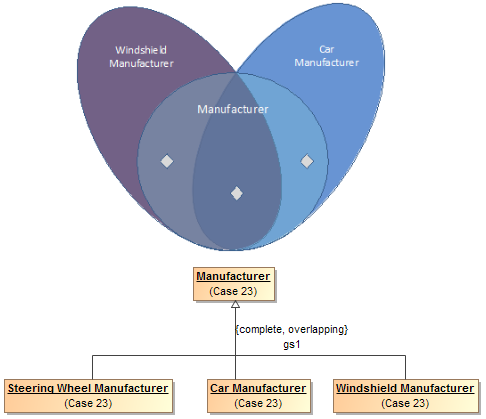 Windshield
Manufacturer
Car
Manufacturer
Manufacturer
Manufacturer
(Case 23)
{complete, overlapping}
gs1
Steering Wheel Manufacturer
(Case 23)
Car Manufacturer
(Case 23)
Windshield Manufacturer
(Case 23)